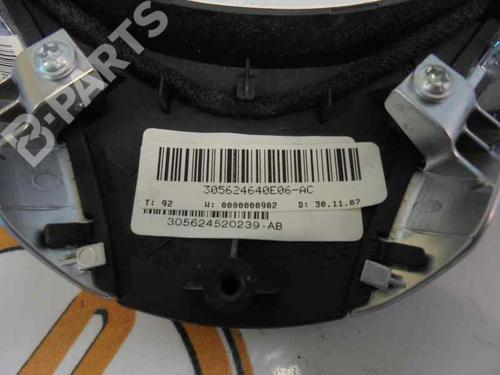 B-PARTS
305624640E06-AC
T: 92 W: 0000000902 D: 30.11.07
305624520239-AB